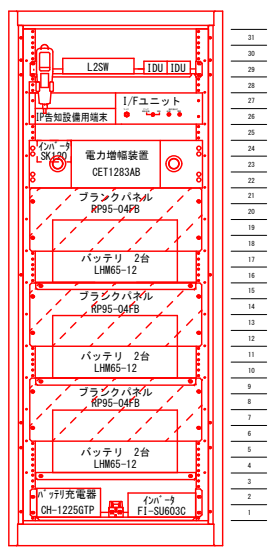 31
30
29
28
27
26
25
24
23
22
21
20
19
18
17
16
15
14
13
12
11
10
9
8
7
6
5
4
3
2
1
L2SW
IDU IDU
I/Fユニット
IP告知設備用端末
インバータ
SK120
電力増幅装置
CET1283AB
ブランクパネル
RP95-04FB
バッテリ 2台
LHM65-12
ブランクパネル
RP95-04FB
バッテリ 2台
LHM65-12
ブランクパネル
RP95-04FB
バッテリ 2台
LHM65-12
バッテリ充電器
CH-1225GTP
インバータ
FI-SU603C